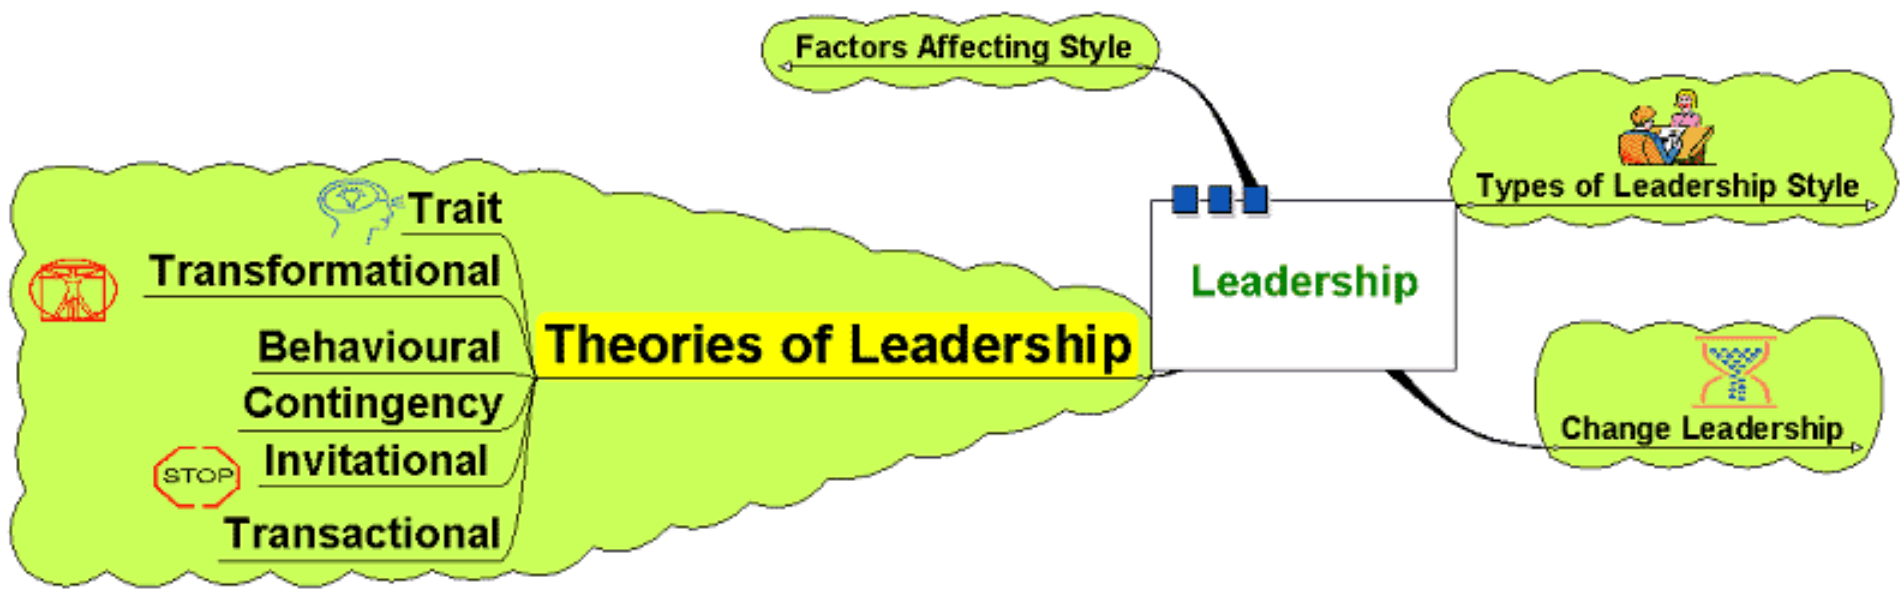 Factors Affecting Style
Types of Leadership Style
Leadership
Change Leadership
Theories of Leadership
Trait
Transformational
Behavioural
Contingency
Invitational
STOP
Transactional